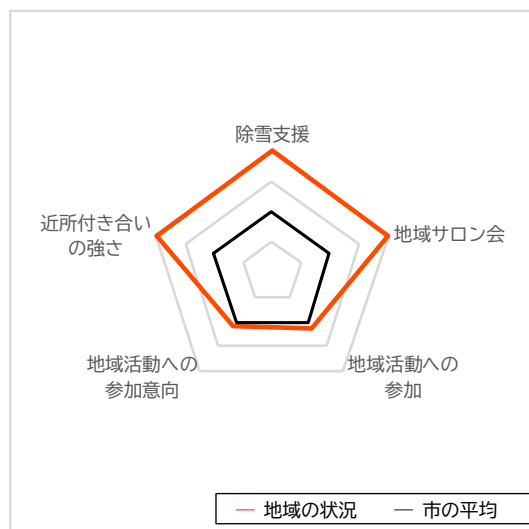 除雪支援
近所付き合い
の強さ
地域サロン会
地域活動への
参加意向
地域活動への
参加
地域の状況
市の平均